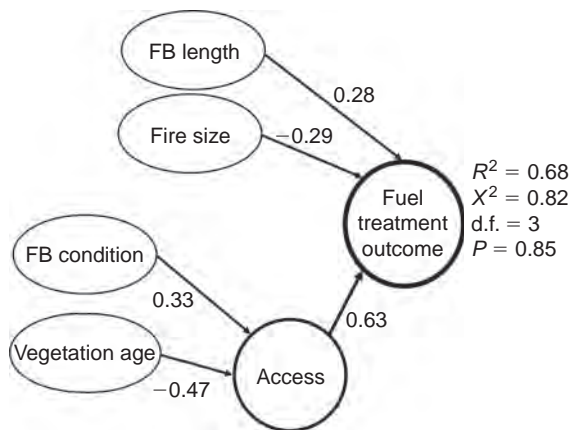 FB length
0.28
Fire size
−0.29
Fuel
treatment
outcome
R² = 0.68
X² = 0.82
d.f. = 3
P = 0.85
FB condition
0.33
0.63
Vegetation age
−0.47
Access